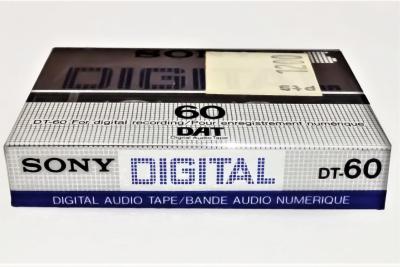 SONY
DIGITAL
1200
60
DT-60 For digital recording/Pour enregistrement numérique
DAT
Digital Audio Tape
SONY DIGITAL DT-60
DIGITAL AUDIO TAPE/BANDE AUDIO NUMERIQUE